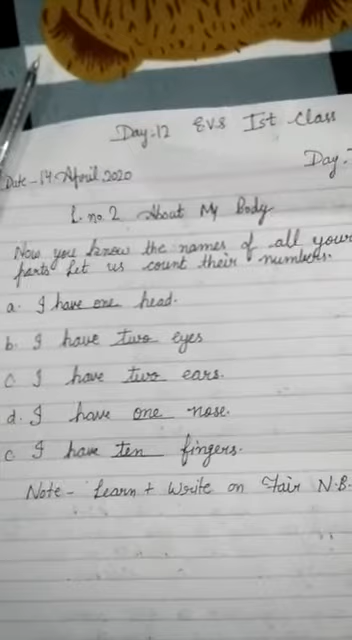 Day-12 EVS Ist Class
Date - 14 April 2020 Day-
L. no. 2 About My Body
Now you know the names of all your
parts let us count their numbers.
a. I have one head.
b. I have two eyes
c. I have two ears.
d. I have one nose.
c I have ten fingers.
Note - Learn + Write on Fair N.B.